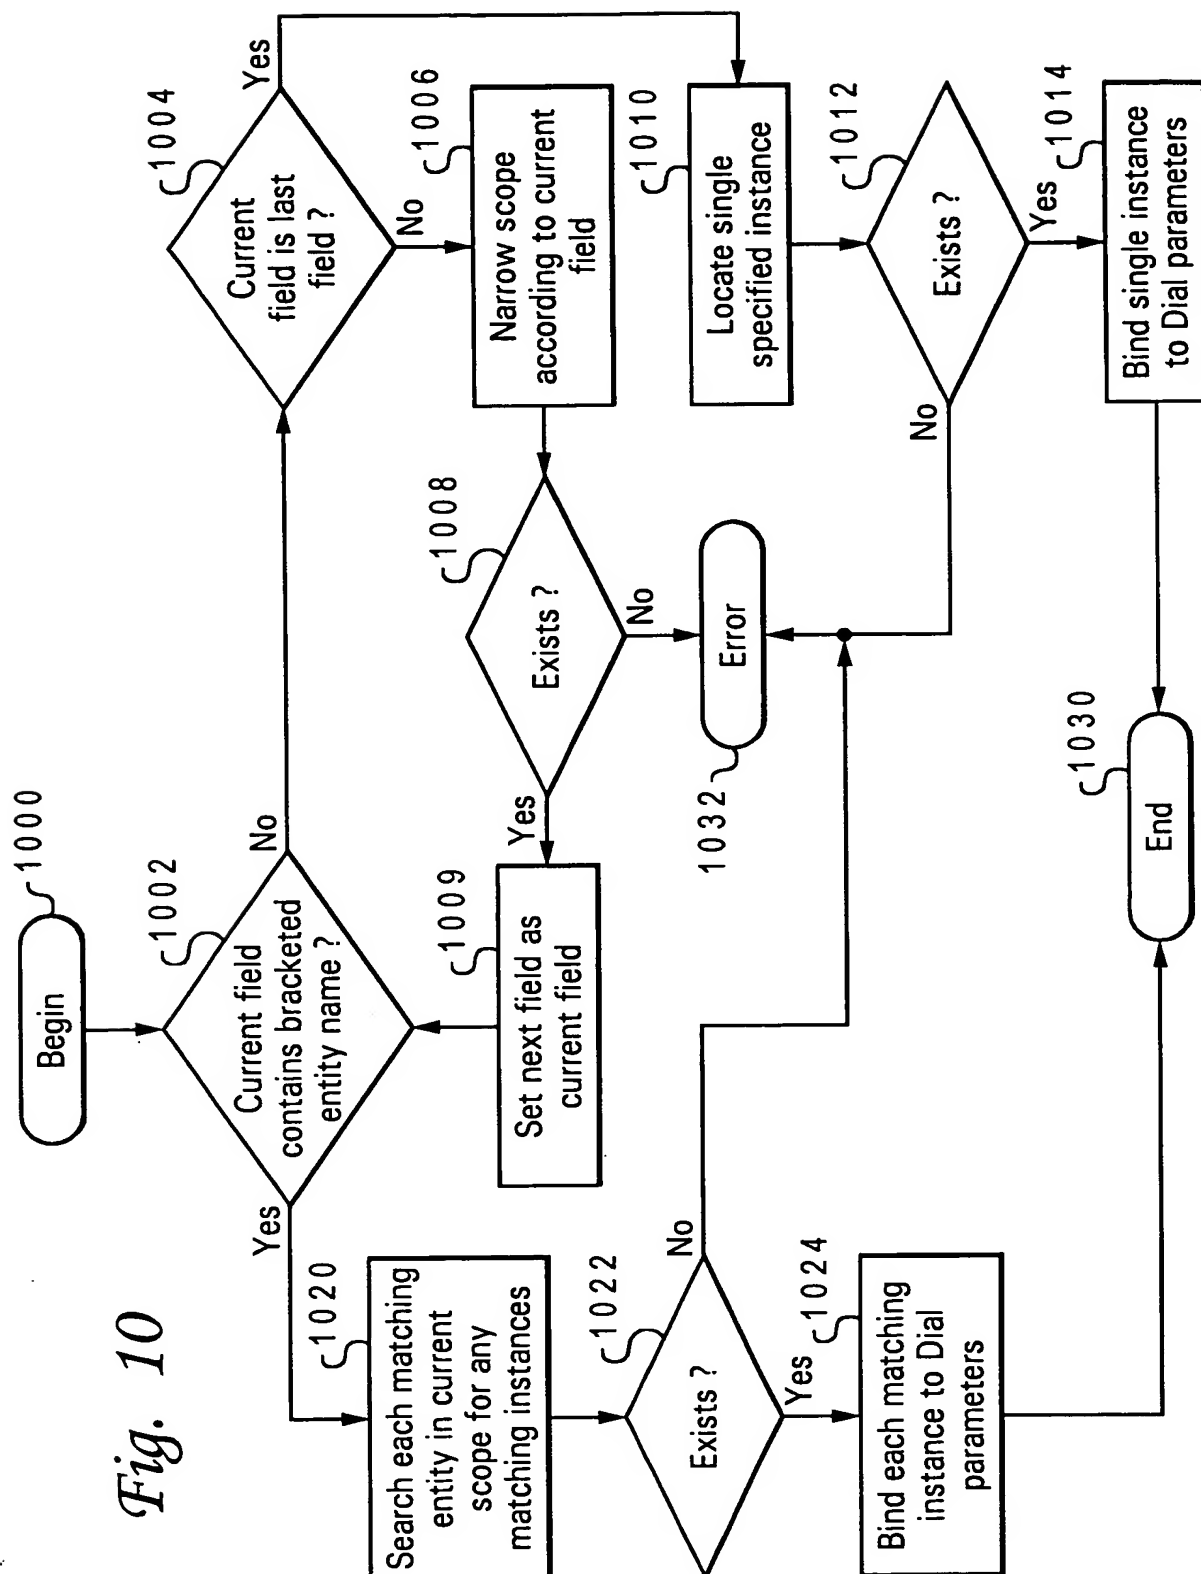 Fig. 10
Begin
1000
Current field
contains bracketed
entity name ?
1002
Yes
No
Current
field is last
field ?
1004
Yes
No
Narrow scope
according to current
field
1006
Exists ?
1008
Yes
No
Set next field as
current field
1009
Locate single
specified instance
1010
Exists ?
1012
No
Yes
Bind single instance
to Dial parameters
1014
Search each matching
entity in current
scope for any
matching instances
1020
Exists ?
1022
No
Yes
Bind each matching
instance to Dial
parameters
1024
Error
1032
End
1030